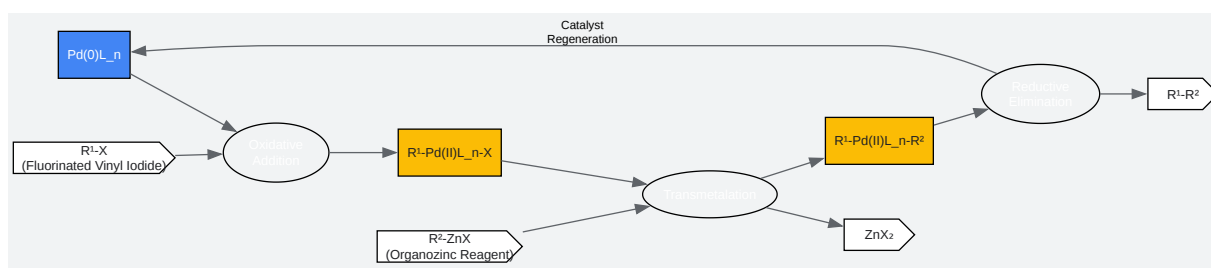 Catalyst
Regeneration
Pd(0)L_n
Reductive
Elimination
R¹-R²
R¹-X
(Fluorinated Vinyl Iodide)
Oxidative
Addition
R¹-Pd(II)L_n-X
R¹-Pd(II)L_n-R²
Transmetalation
R²-ZnX
(Organozinc Reagent)
ZnX₂